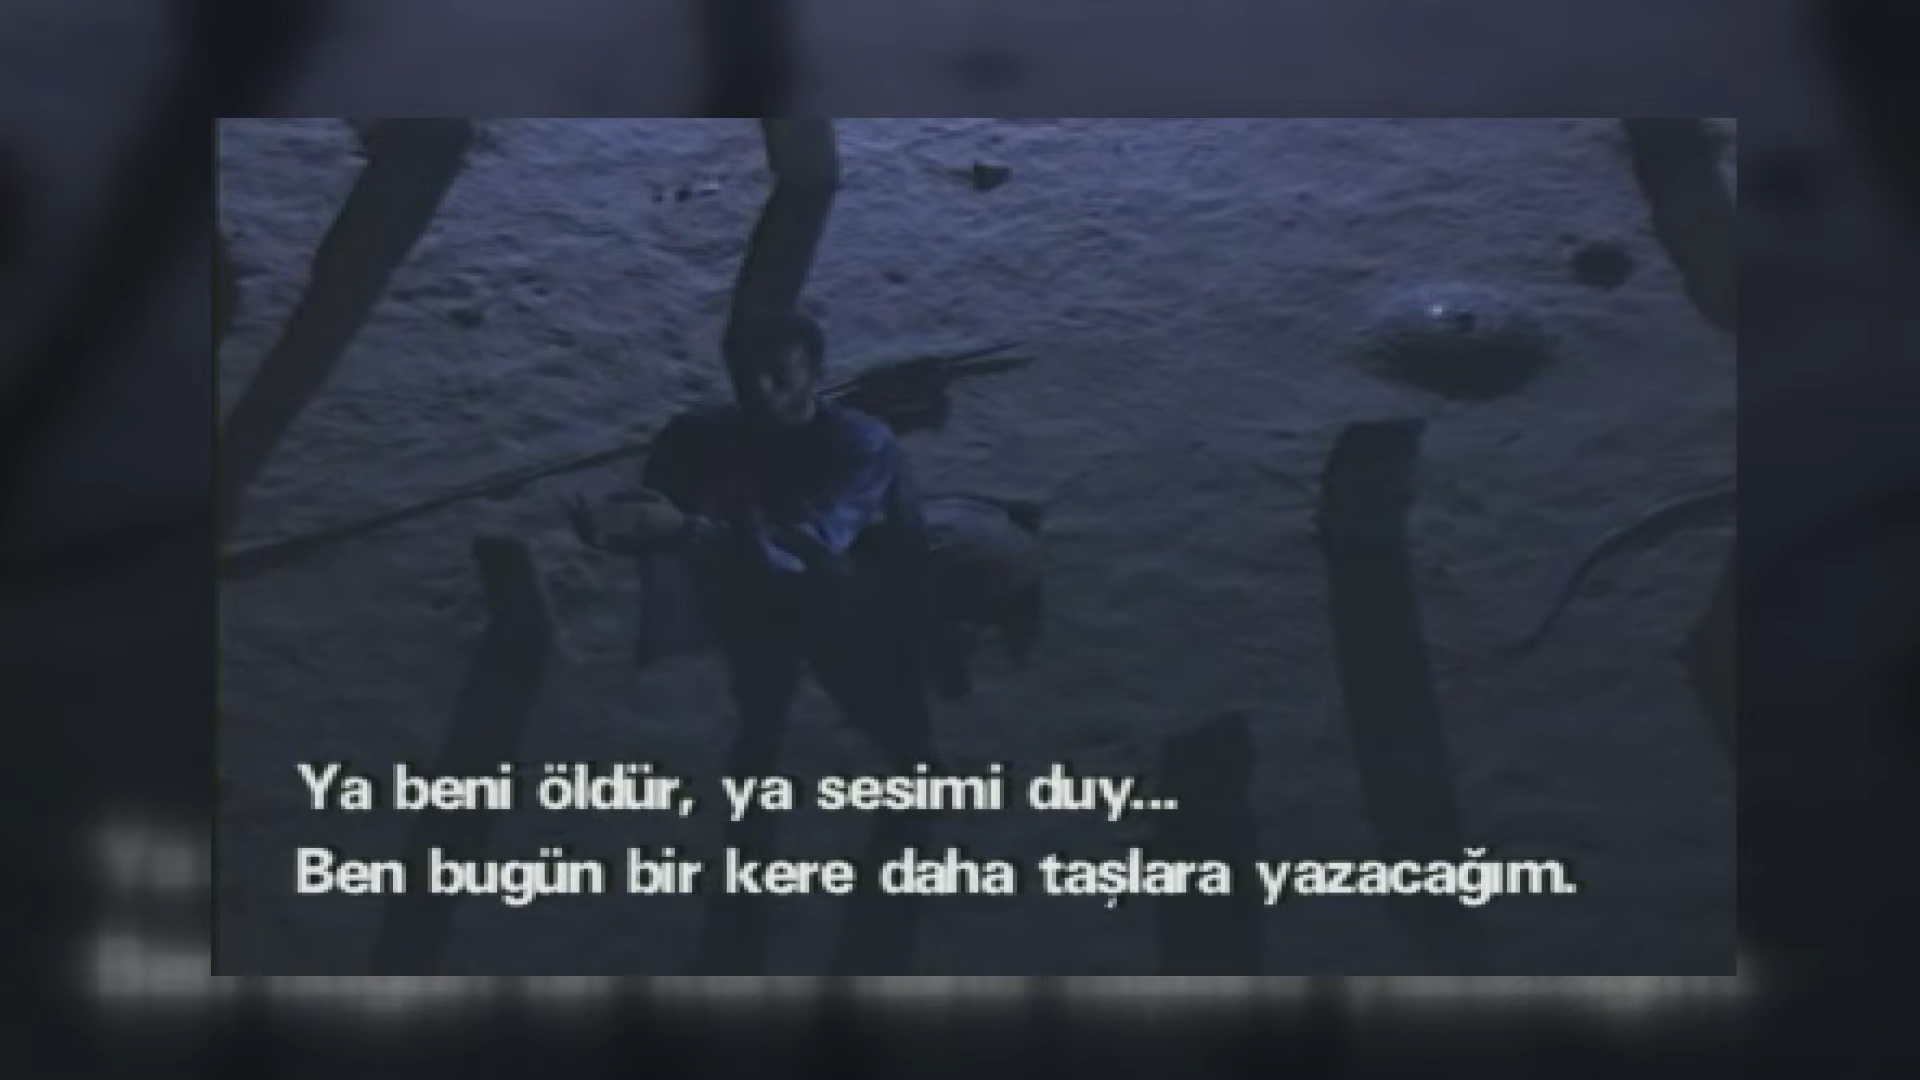 Ya beni öldür, ya sesimi duy...
Ben bugün bir kere daha taşlara yazacağım.